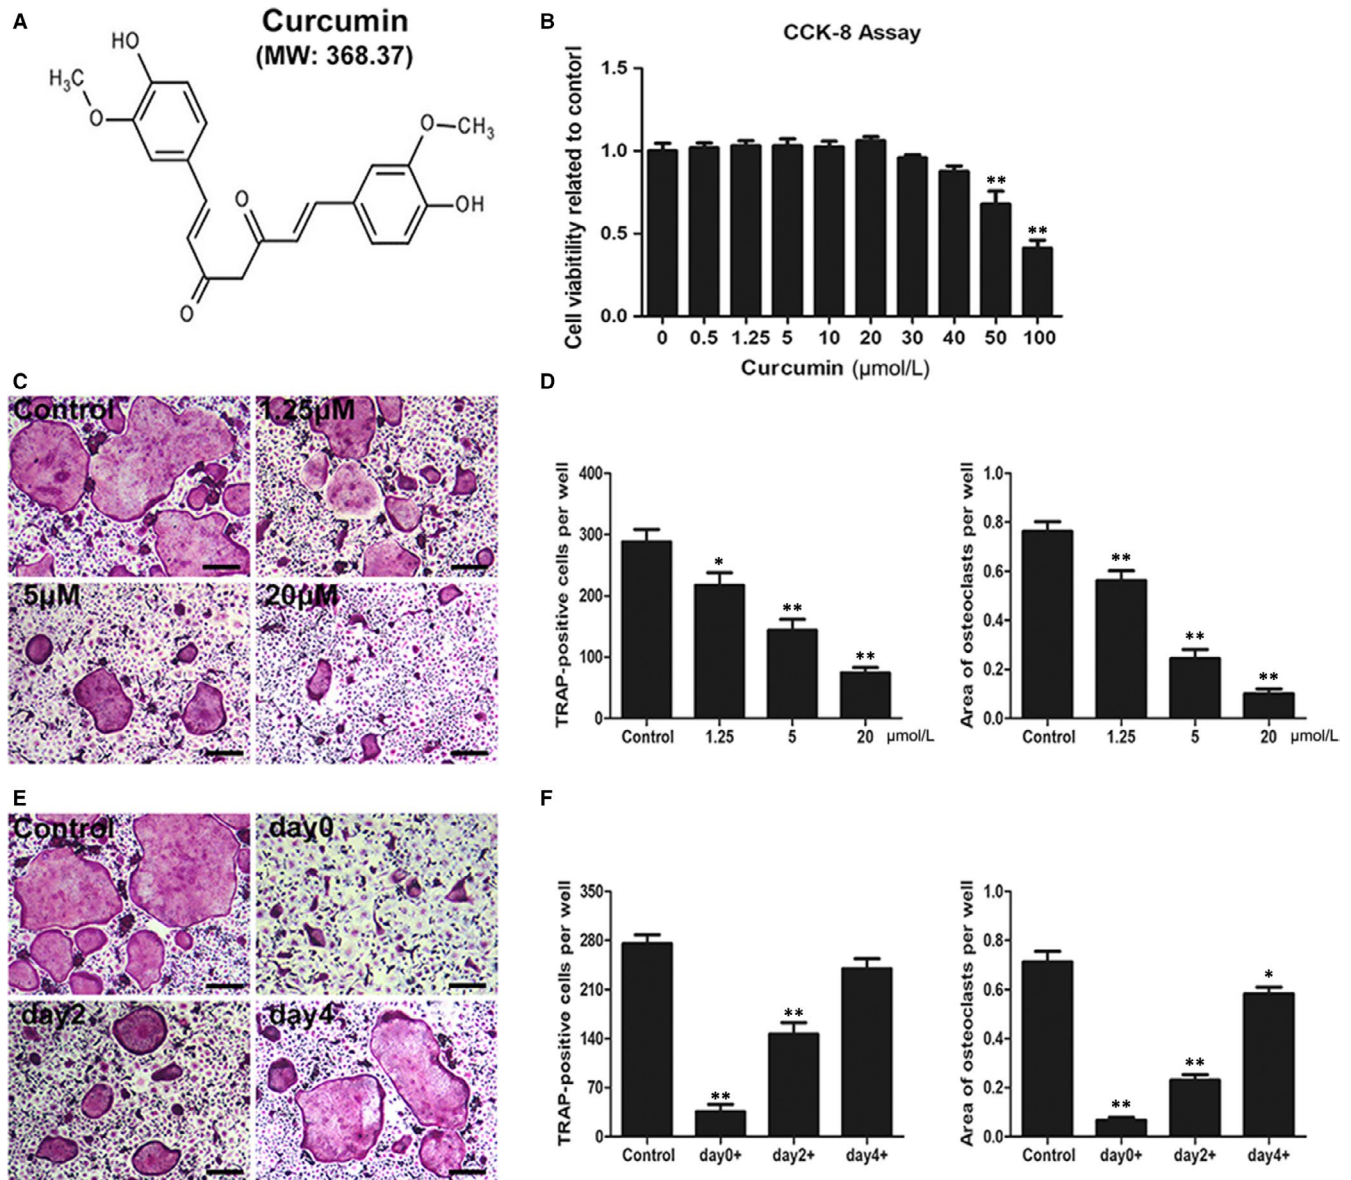 A
Curcumin
(MW: 368.37)
HO
H₃C
O
O
O
O
CH₃
OH
B
CCK-8 Assay
Cell viabitility related to contorl
1.5
1.0
0.5
0.0
0 0.5 1.25 5 10 20 30 40 50 100
** **
Curcumin (µmol/L)
C
Control
1.25µM
5µM
20µM
D
TRAP-positive cells per well
400
300
200
100
0
* ** **
Control 1.25 5 20 µmol/L
Area of osteoclasts per well
1.0
0.8
0.6
0.4
0.2
0.0
** ** **
Control 1.25 5 20 µmol/L
E
Control
day0
day2
day4
F
TRAP-positive cells per well
350
280
210
140
70
0
** **
Control day0+ day2+ day4+
Area of osteoclasts per well
1.0
0.8
0.6
0.4
0.2
0.0
** ** *
Control day0+ day2+ day4+